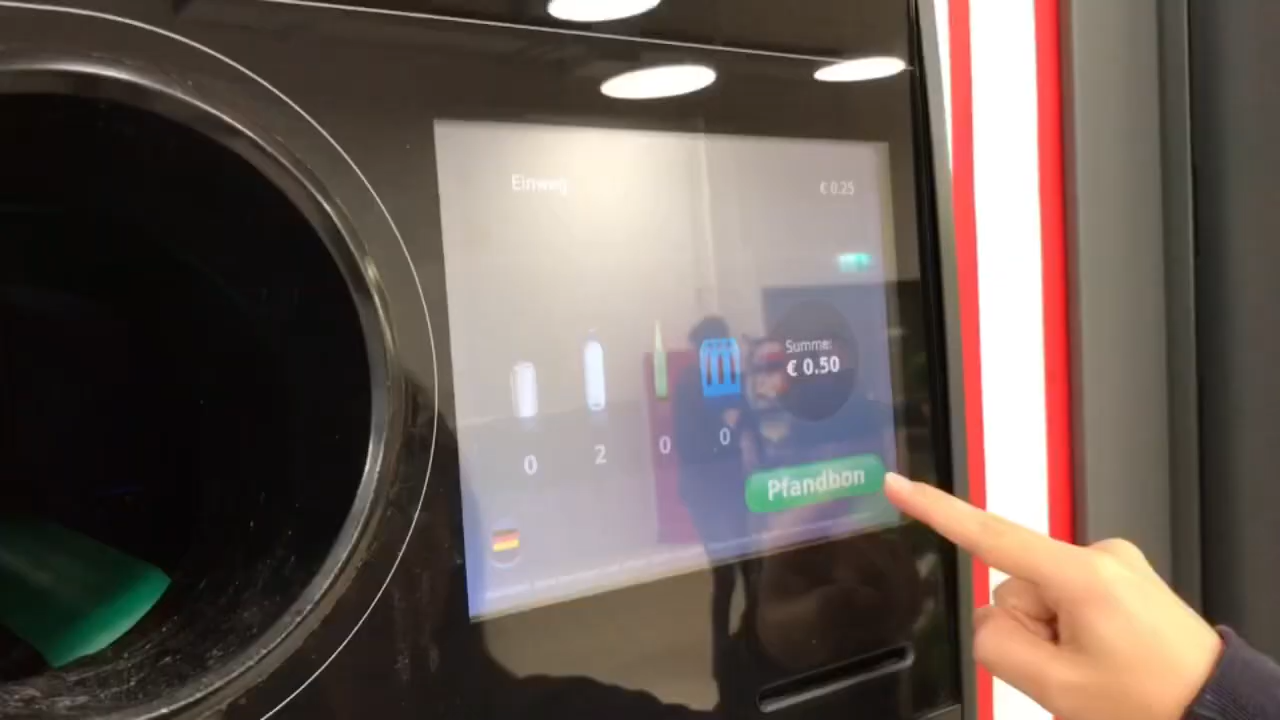 Einweg
€ 0.25
Summe:
€ 0.50
0
2
0
0
Pfandbon